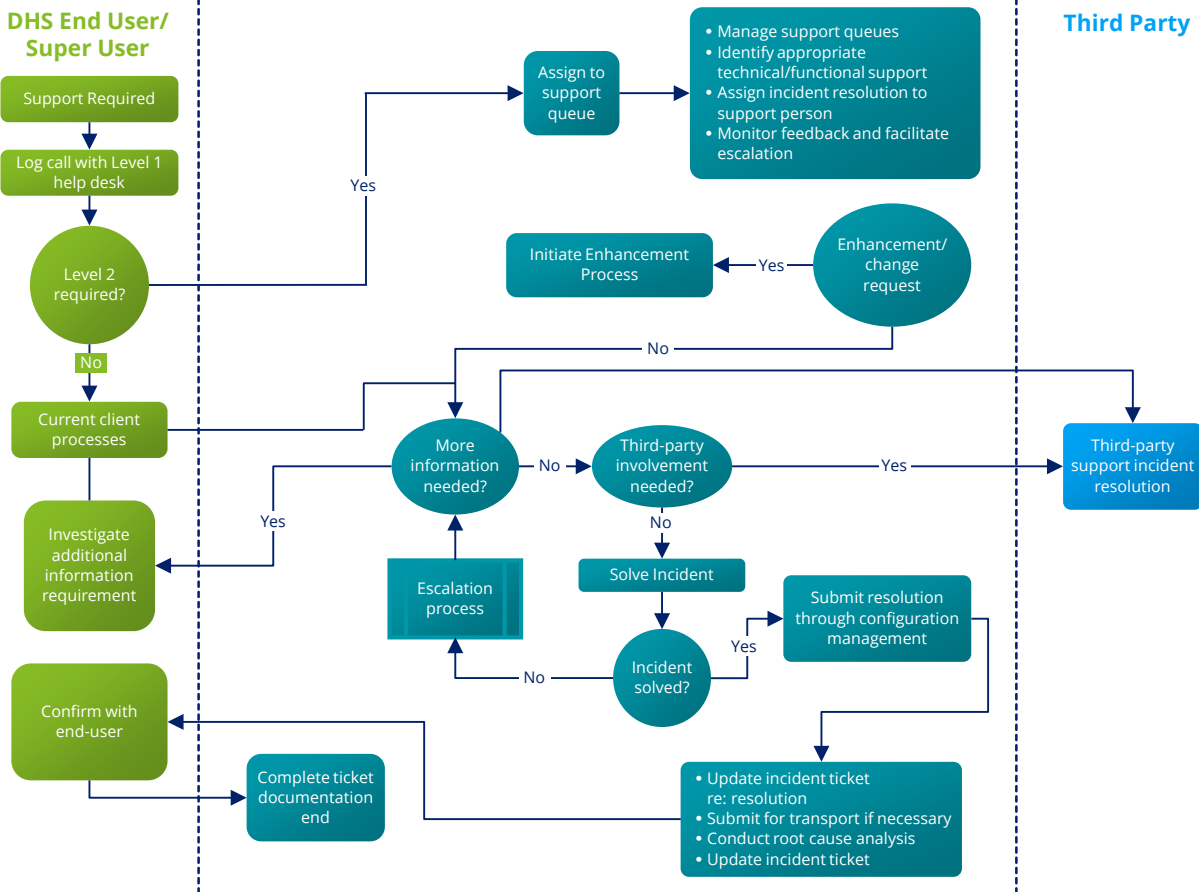 DHS End User/
Super User
Third Party
Support Required
Log call with Level 1
help desk
Level 2
required?
No
Current client
processes
Investigate
additional
information
requirement
Confirm with
end-user
Yes
Assign to
support
queue
• Manage support queues
• Identify appropriate
technical/functional support
• Assign incident resolution to
support person
• Monitor feedback and facilitate
escalation
Enhancement/
change
request
Yes
Initiate Enhancement
Process
No
More
information
needed?
Yes
No
Third-party
involvement
needed?
Yes
Third-party
support incident
resolution
No
Solve Incident
Incident
solved?
No
Escalation
process
Yes
Submit resolution
through configuration
management
• Update incident ticket
re: resolution
• Submit for transport if necessary
• Conduct root cause analysis
• Update incident ticket
Complete ticket
documentation
end